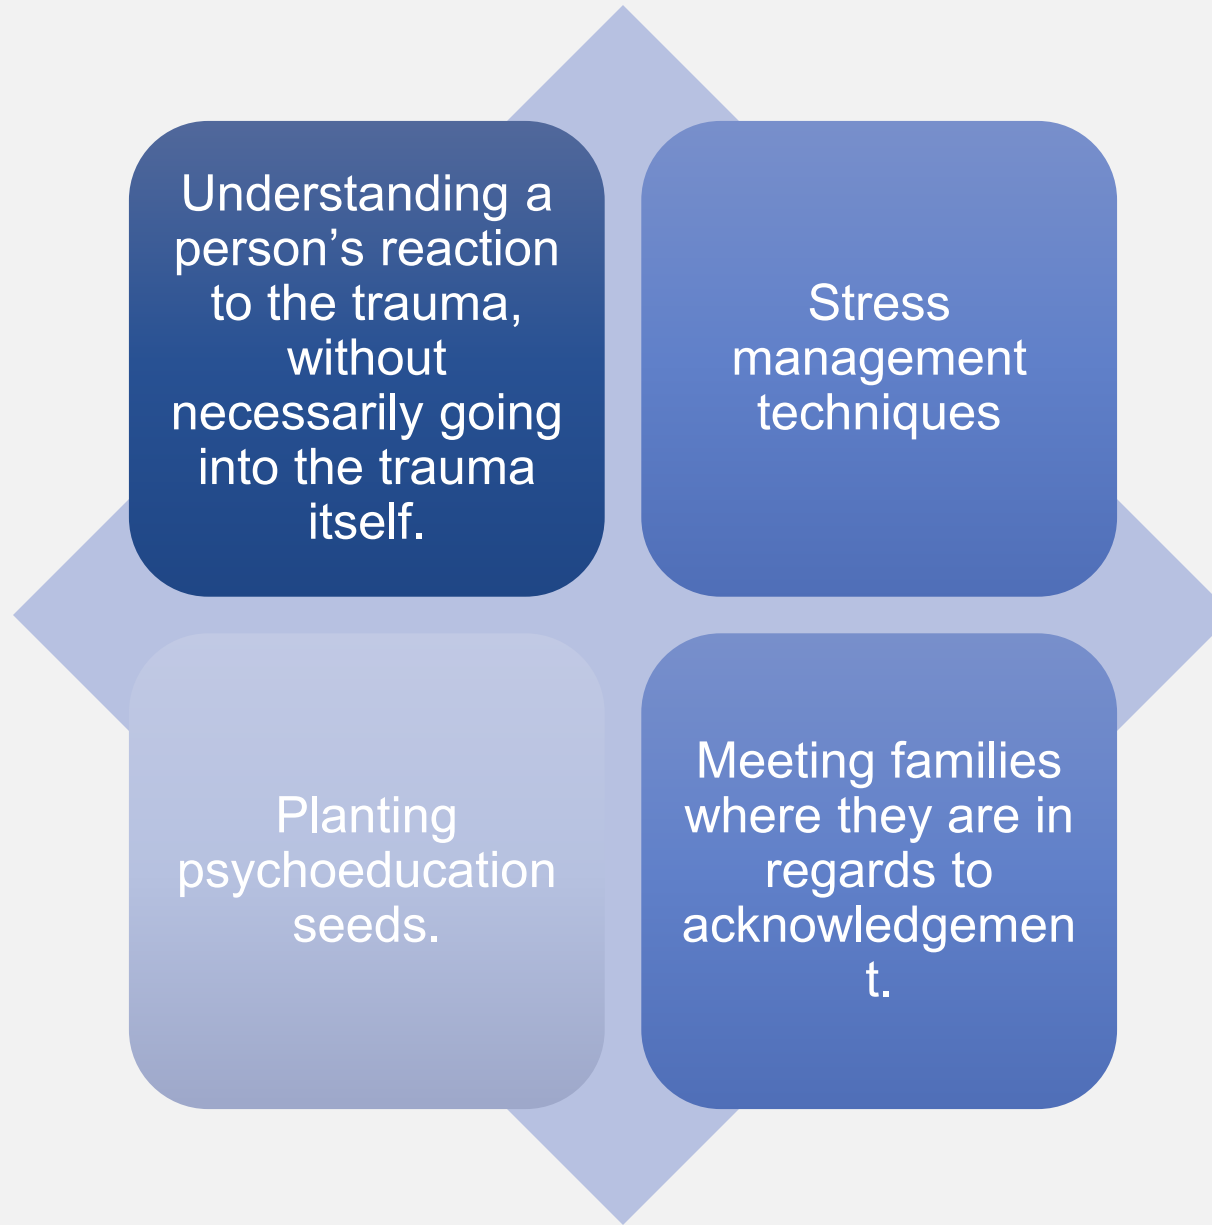 Understanding a
person’s reaction
to the trauma,
without
necessarily going
into the trauma
itself.
Stress
management
techniques
Planting
psychoeducation
seeds.
Meeting families
where they are in
regards to
acknowledgemen
t.